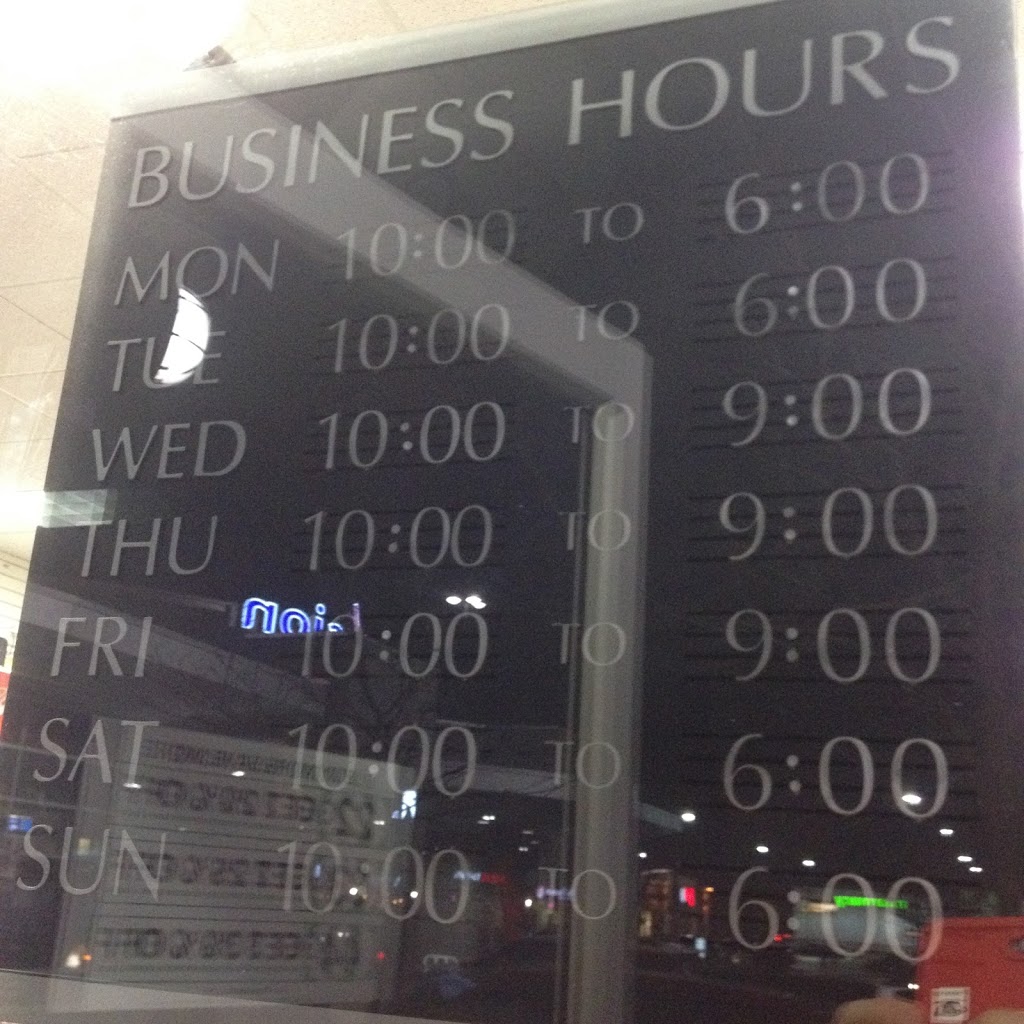 BUSINESS HOURS
MON 10:00 TO 6:00
TUE 10:00 TO 6:00
WED 10:00 TO 9:00
THU 10:00 TO 9:00
FRI 10:00 TO 9:00
SAT 10:00 TO 6:00
SUN 10:00 TO 6:00